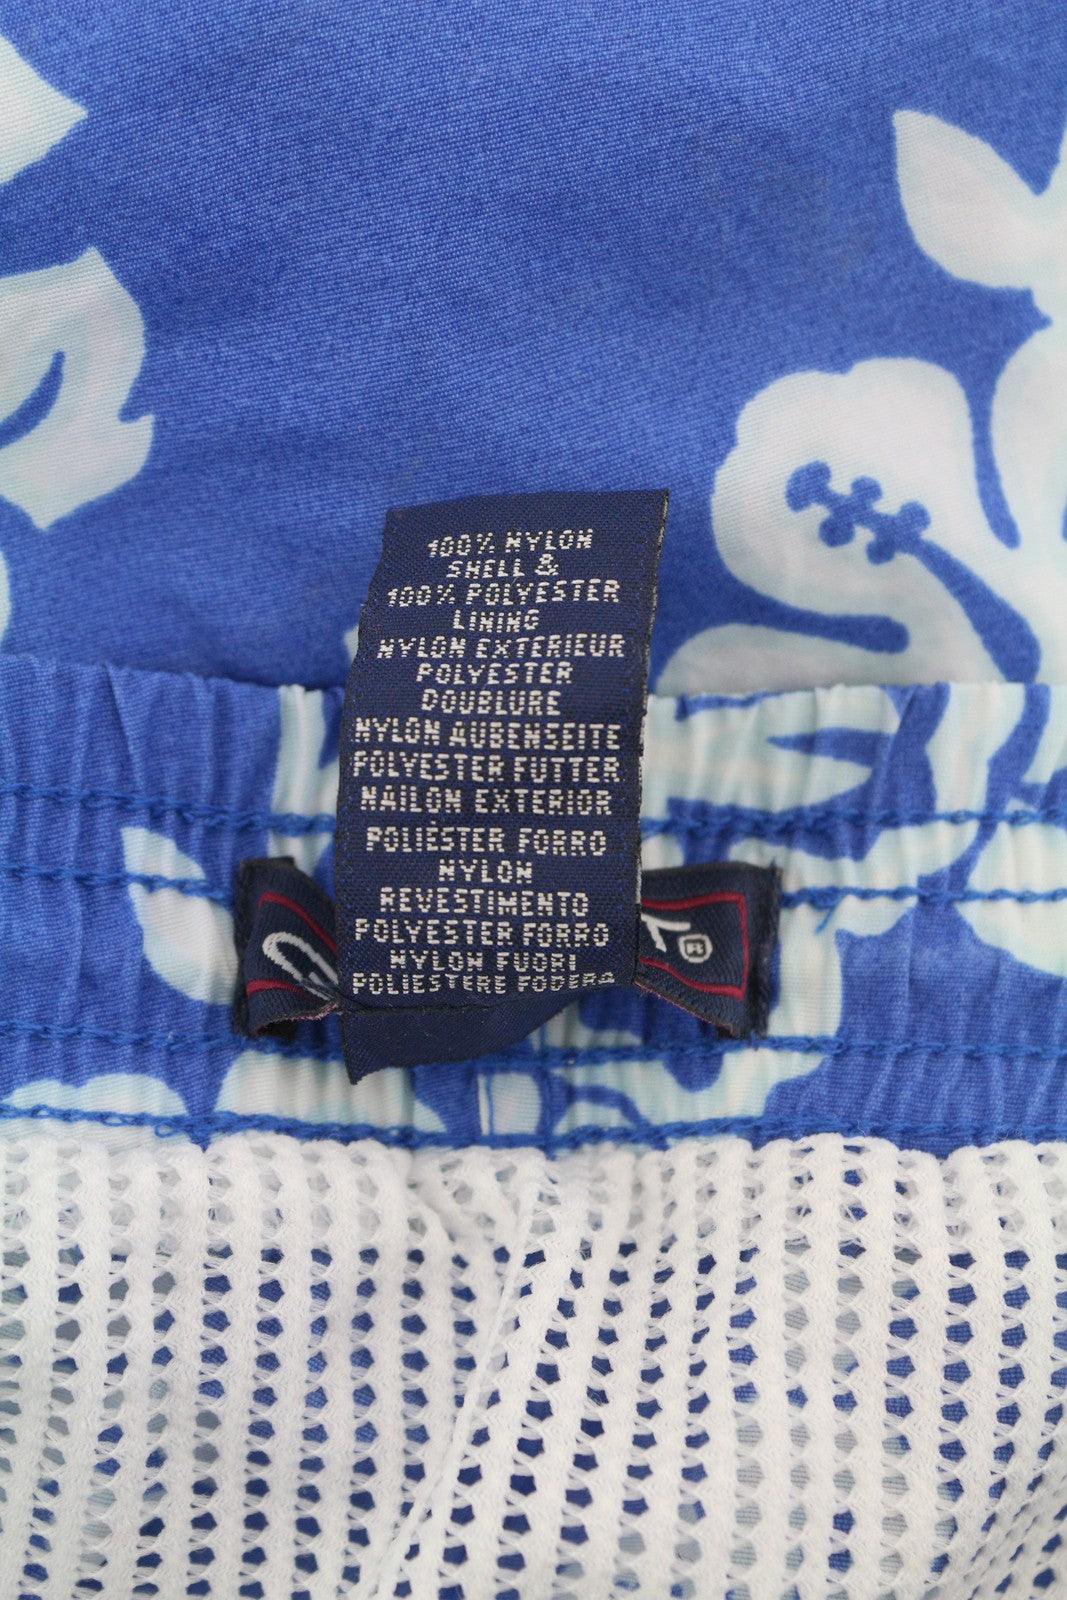 100% NYLON
SHELL &
100% POLYESTER
LINING
NYLON EXTERIEUR
POLYESTER
DOUBLURE
NYLON AUBENSEITE
POLYESTER FUTTER
NAILON EXTERIOR
POLIÉSTER FORRO
NYLON
REVESTIMENTO
POLYESTER FORRO
NYLON FUORI
POLIESTERE FODERA
®